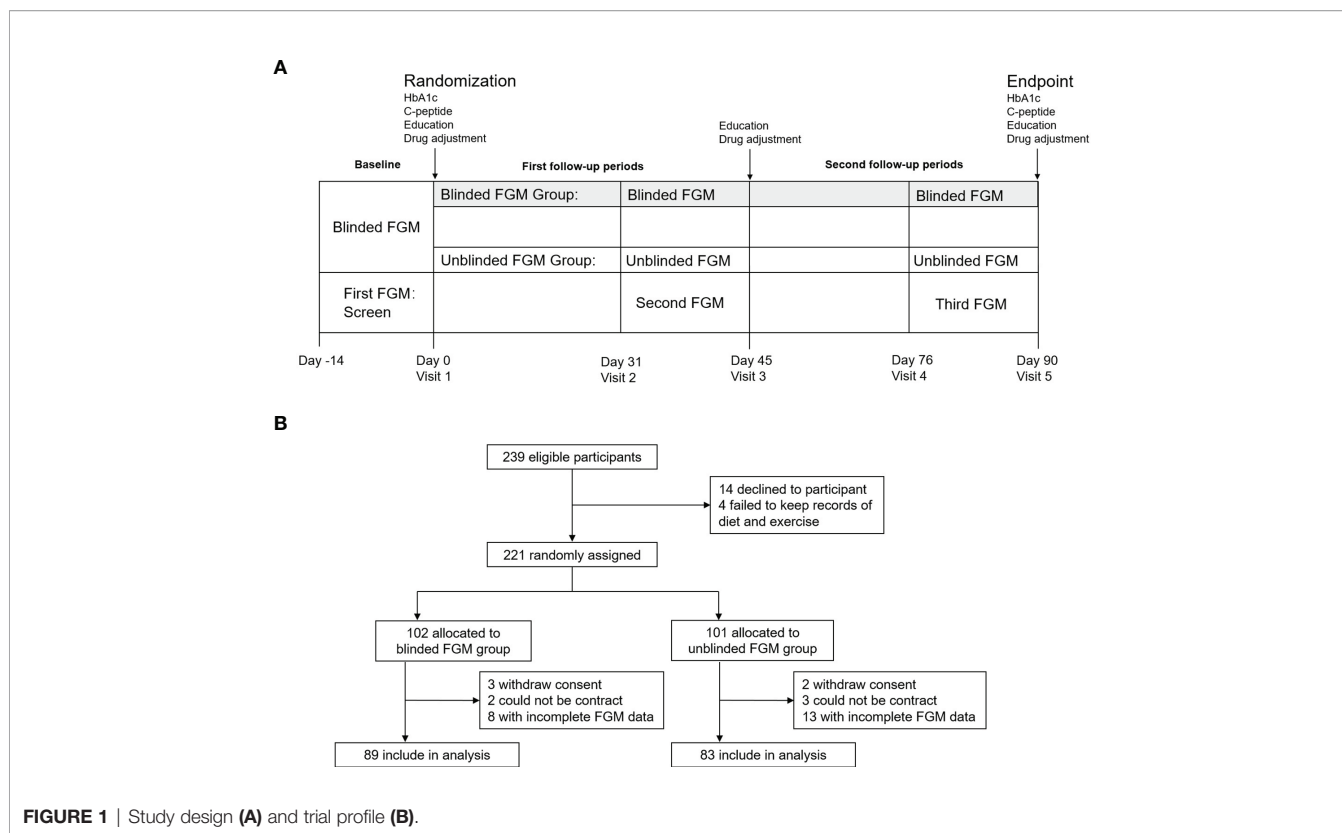 A
Randomization
HbA1c
C-peptide
Education
Drug adjustment
Education
Drug adjustment
Endpoint
HbA1c
C-peptide
Education
Drug adjustment
Baseline
First follow-up periods
Second follow-up periods
Blinded FGM
Blinded FGM Group:
Blinded FGM
Blinded FGM
Unblinded FGM Group:
Unblinded FGM
Unblinded FGM
First FGM:
Screen
Second FGM
Third FGM
Day -14
Day 0
Visit 1
Day 31
Visit 2
Day 45
Visit 3
Day 76
Visit 4
Day 90
Visit 5
B
239 eligible participants
14 declined to participant
4 failed to keep records of
diet and exercise
221 randomly assigned
102 allocated to
blinded FGM group
101 allocated to
unblinded FGM group
3 withdraw consent
2 could not be contract
8 with incomplete FGM data
2 withdraw consent
3 could not be contract
13 with incomplete FGM data
89 include in analysis
83 include in analysis
FIGURE 1 | Study design (A) and trial profile (B).